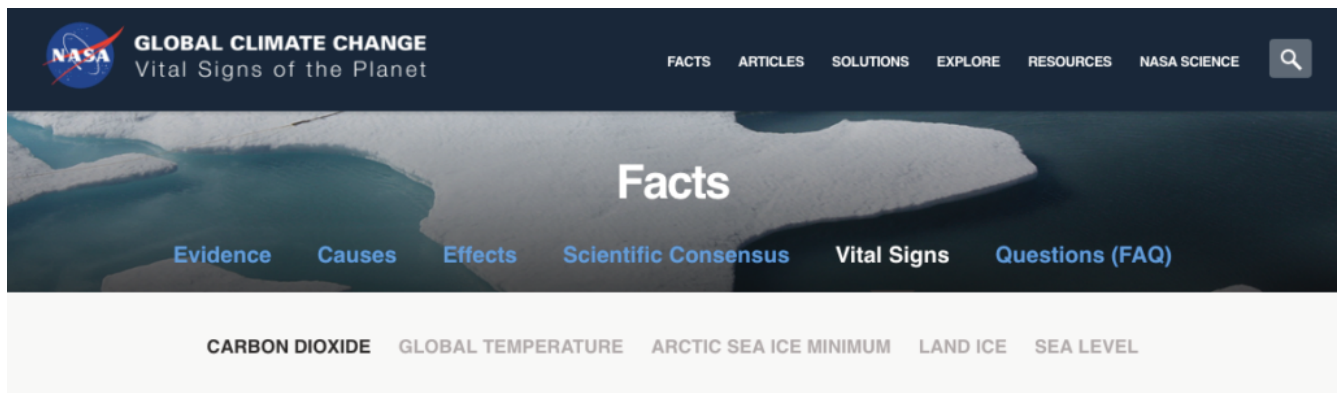 NASA
GLOBAL CLIMATE CHANGE
Vital Signs of the Planet
FACTS ARTICLES SOLUTIONS EXPLORE RESOURCES NASA SCIENCE
Facts
Evidence Causes Effects Scientific Consensus Vital Signs Questions (FAQ)
CARBON DIOXIDE GLOBAL TEMPERATURE ARCTIC SEA ICE MINIMUM LAND ICE SEA LEVEL